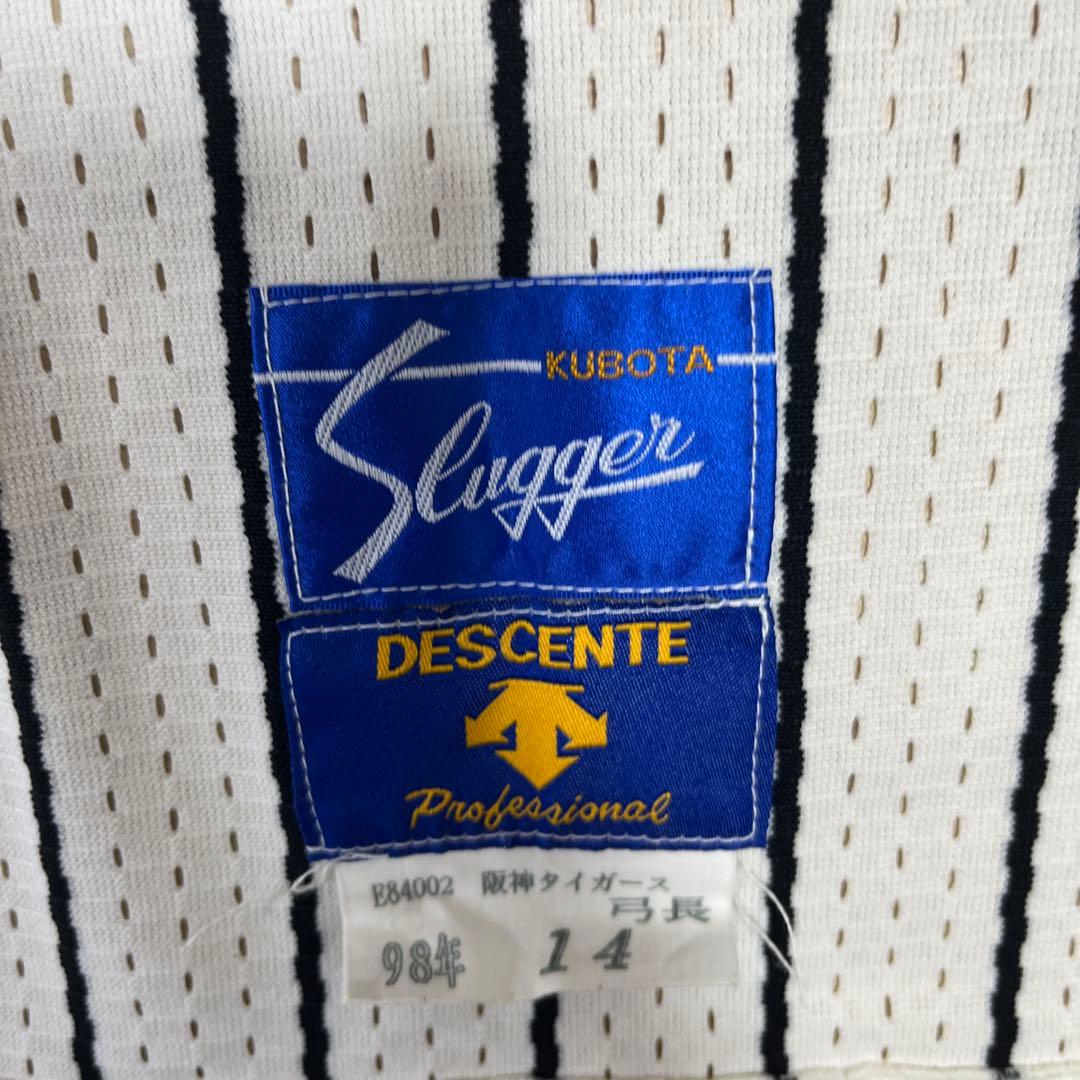 KUBOTA
Slugger
DESCENTE
Professional
E84002 阪神タイガース
弓長
98年 14